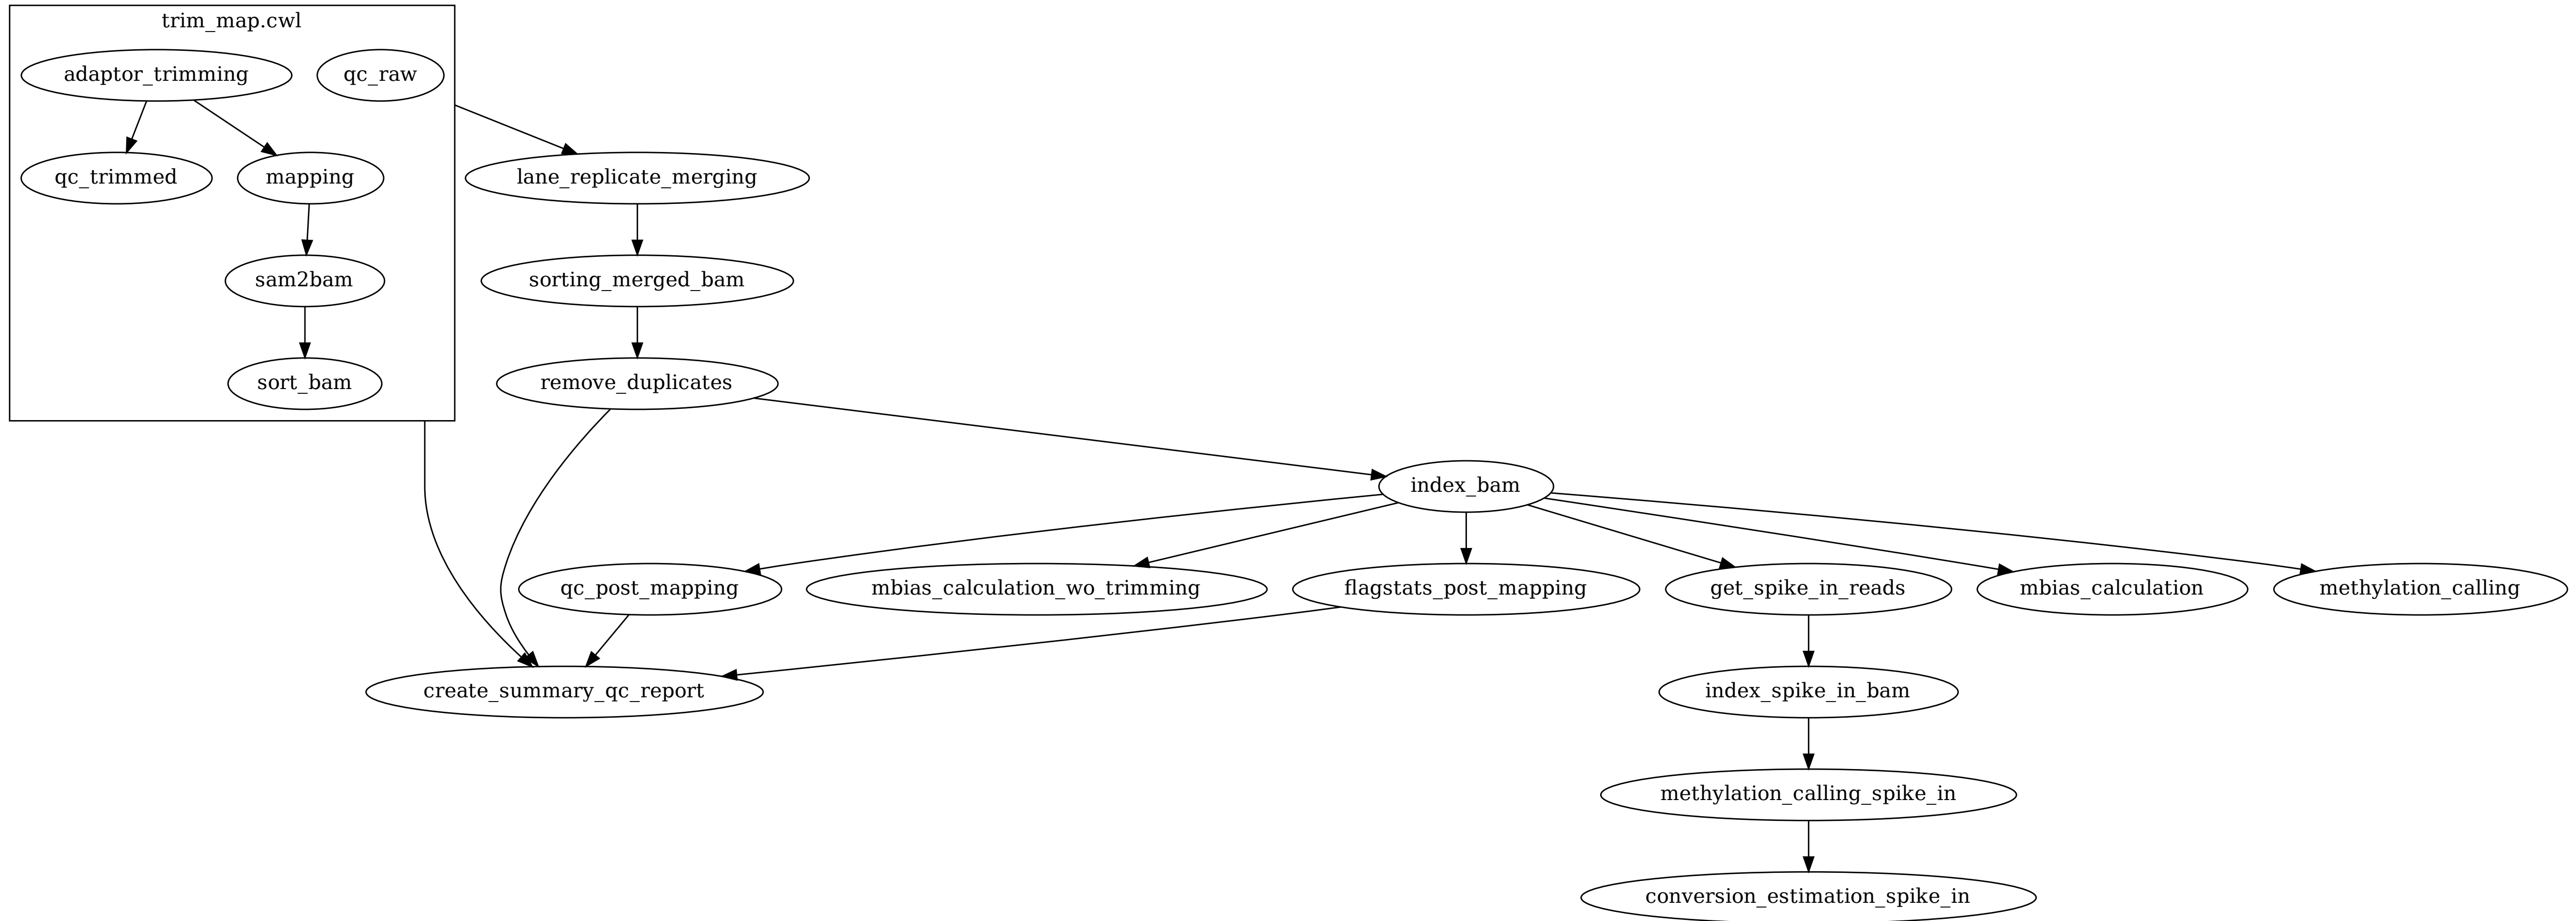 trim_map.cwl
adaptor_trimming
qc_raw
qc_trimmed
mapping
lane_replicate_merging
sam2bam
sorting_merged_bam
sort_bam
remove_duplicates
index_bam
qc_post_mapping
mbias_calculation_wo_trimming
flagstats_post_mapping
get_spike_in_reads
mbias_calculation
methylation_calling
create_summary_qc_report
index_spike_in_bam
methylation_calling_spike_in
conversion_estimation_spike_in